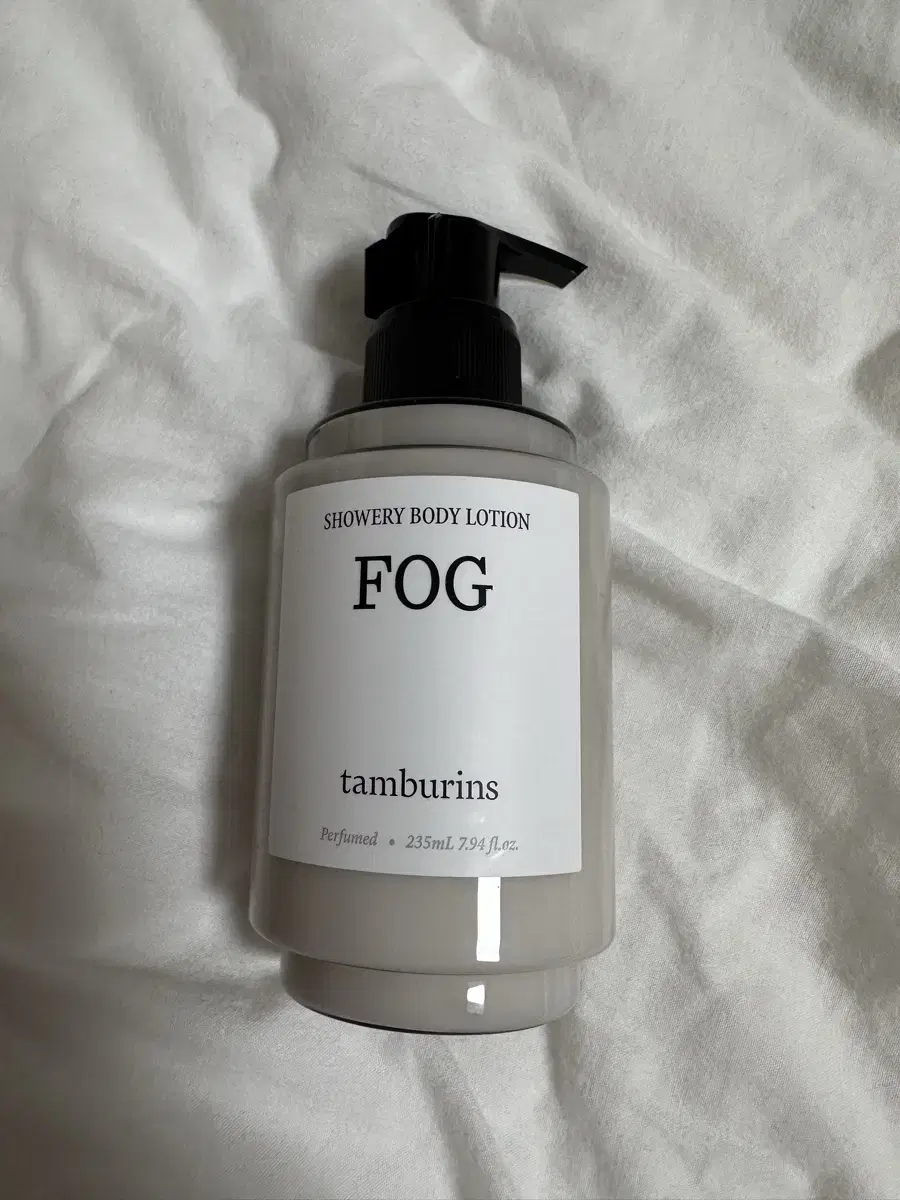 SHOWERY BODY LOTION
FOG
tamburins
Perfumed • 235mL 7.94 fl.oz.